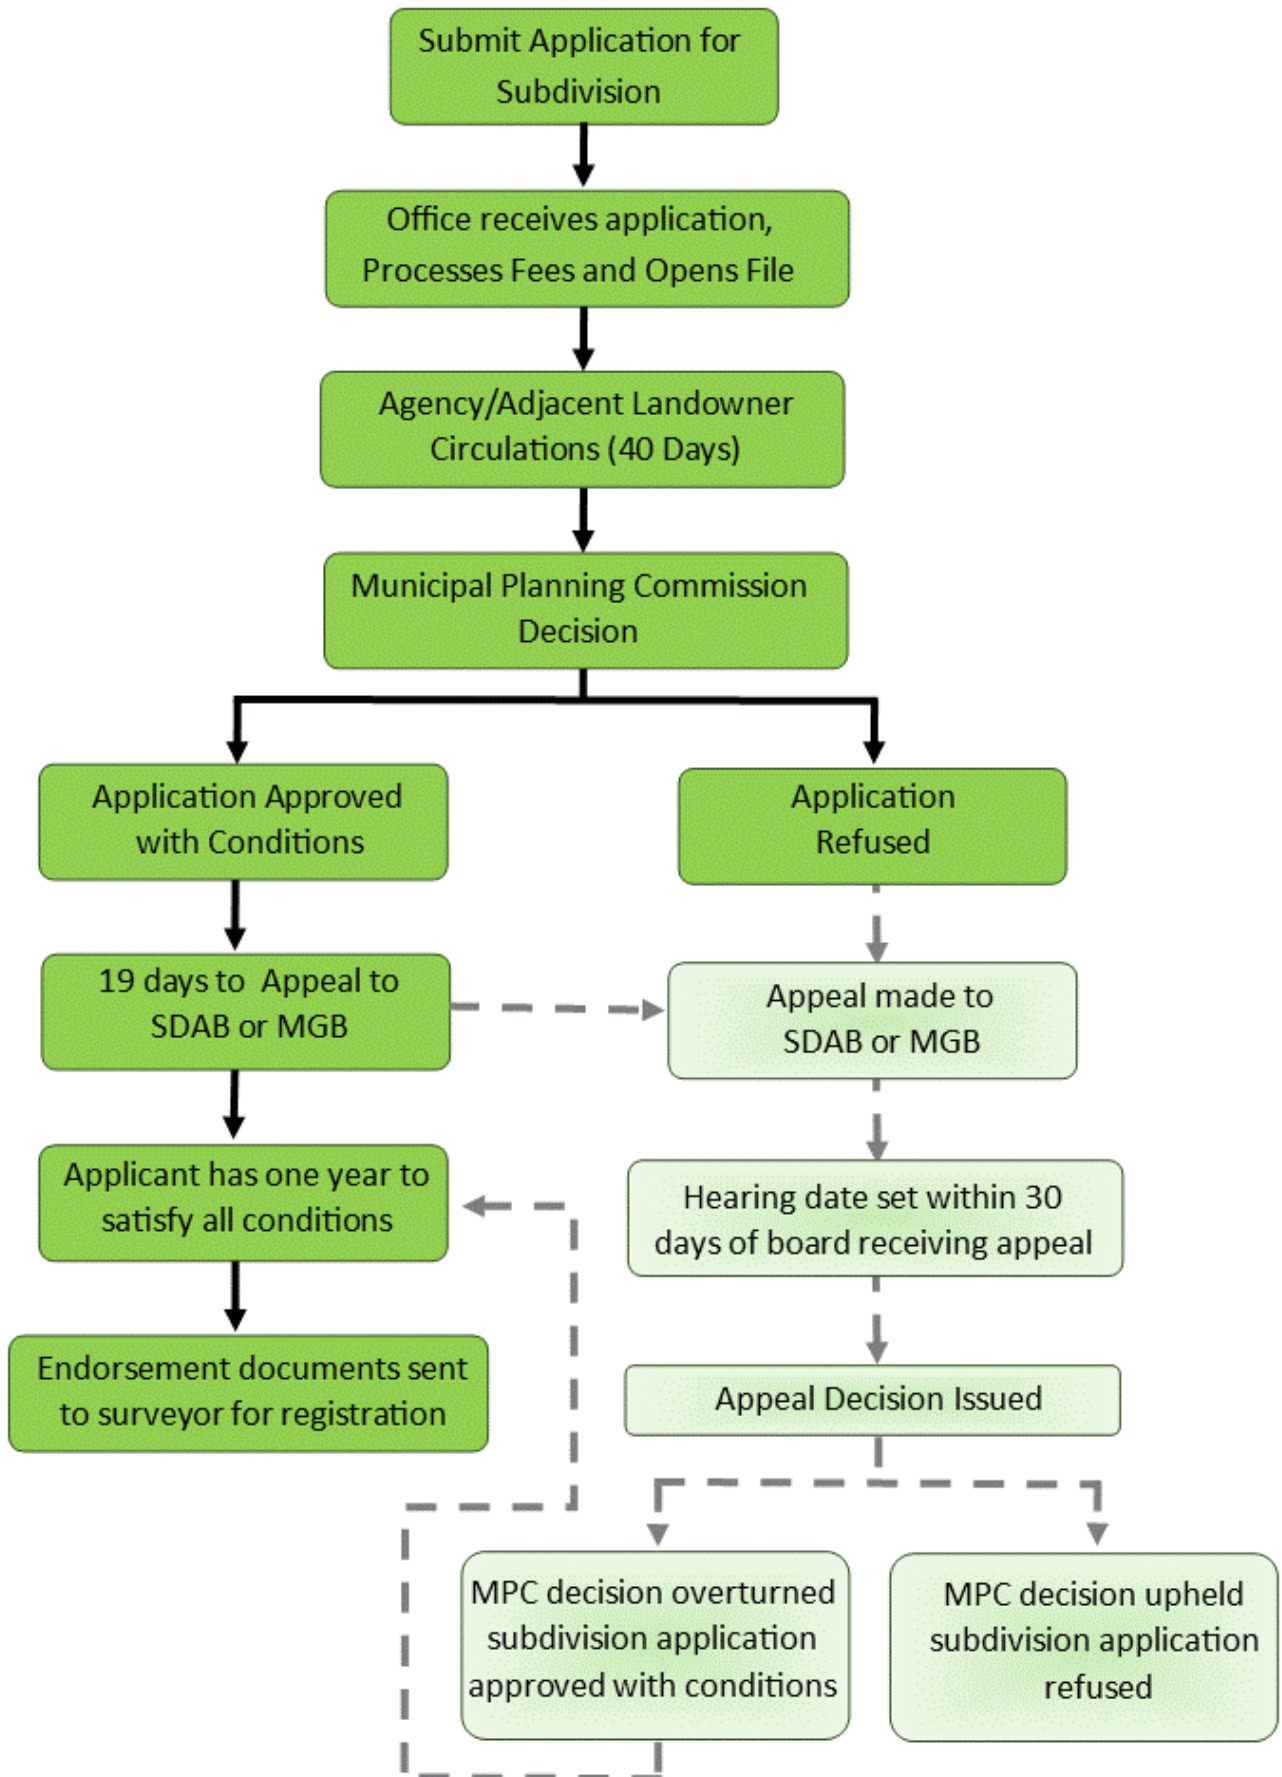 Submit Application for
Subdivision
Office receives application,
Processes Fees and Opens File
Agency/Adjacent Landowner
Circulations (40 Days)
Municipal Planning Commission
Decision
Application Approved
with Conditions
Application
Refused
19 days to  Appeal to
SDAB or MGB
Appeal made to
SDAB or MGB
Applicant has one year to
satisfy all conditions
Hearing date set within 30
days of board receiving appeal
Endorsement documents sent
to surveyor for registration
Appeal Decision Issued
MPC decision overturned
subdivision application
approved with conditions
MPC decision upheld
subdivision application
refused